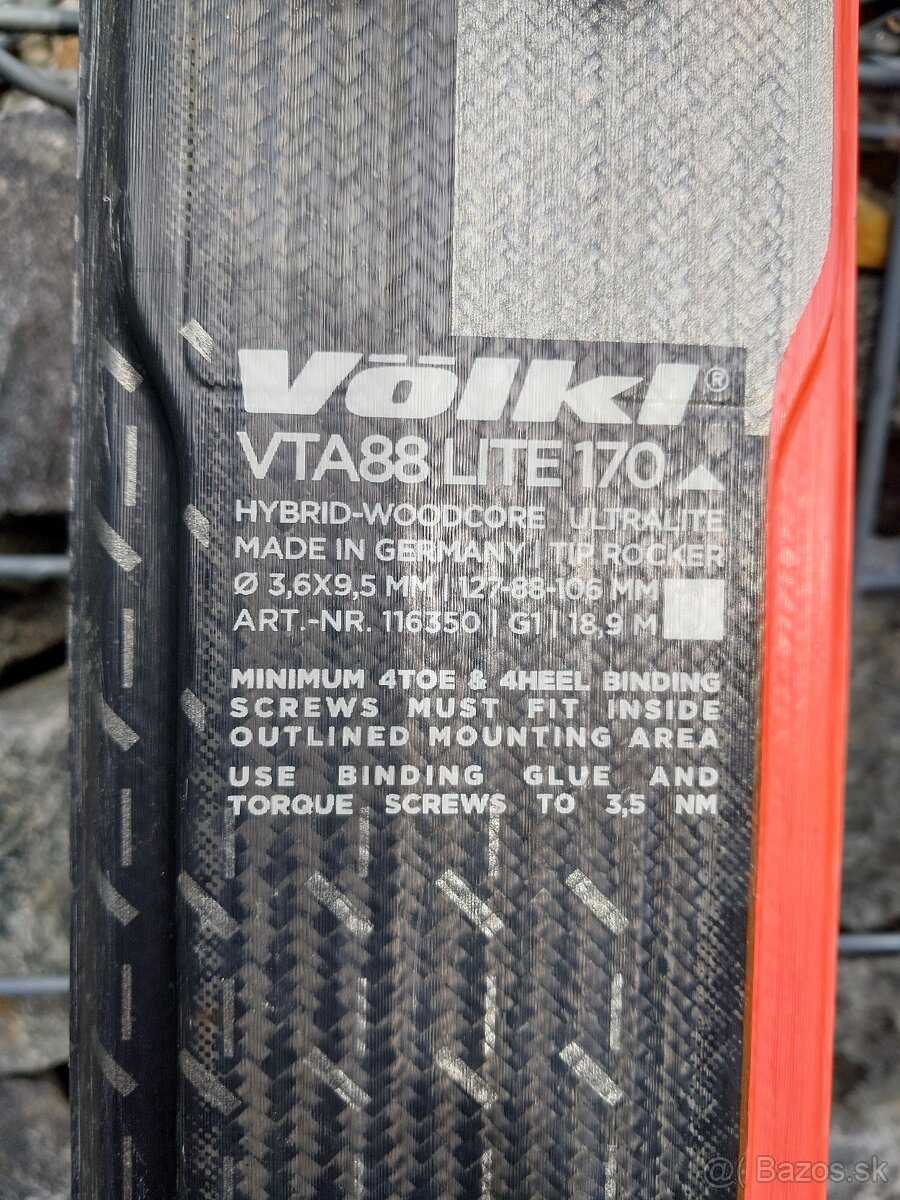 Völkl®
VTA88 LITE 170
HYBRID-WOODCORE ULTRALITE
MADE IN GERMANY | TIP ROCKER
Ø 3,6X9,5 MM | 127-88-106 MM
ART.-NR. 116350 | G1 | 18,9 M
MINIMUM 4TOE & 4HEEL BINDING
SCREWS MUST FIT INSIDE
OUTLINED MOUNTING AREA
USE BINDING GLUE AND
TORQUE SCREWS TO 3,5 NM
@ Bazos.sk